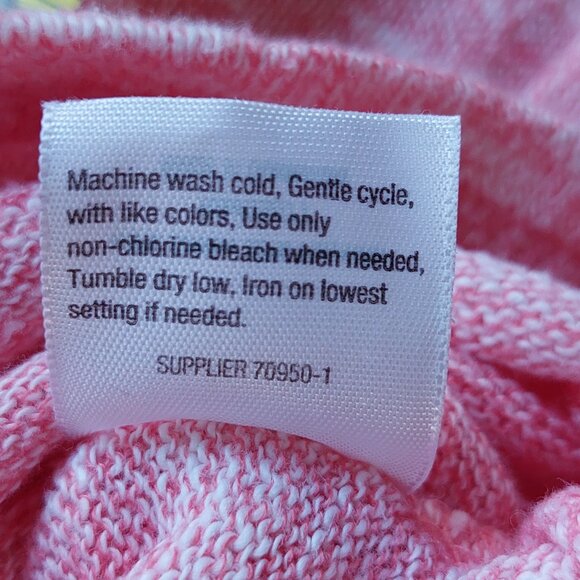 Machine wash cold, Gentle cycle,
with like colors, Use only
non-chlorine bleach when needed,
Tumble dry low. Iron on lowest
setting if needed.
SUPPLIER 70950-1